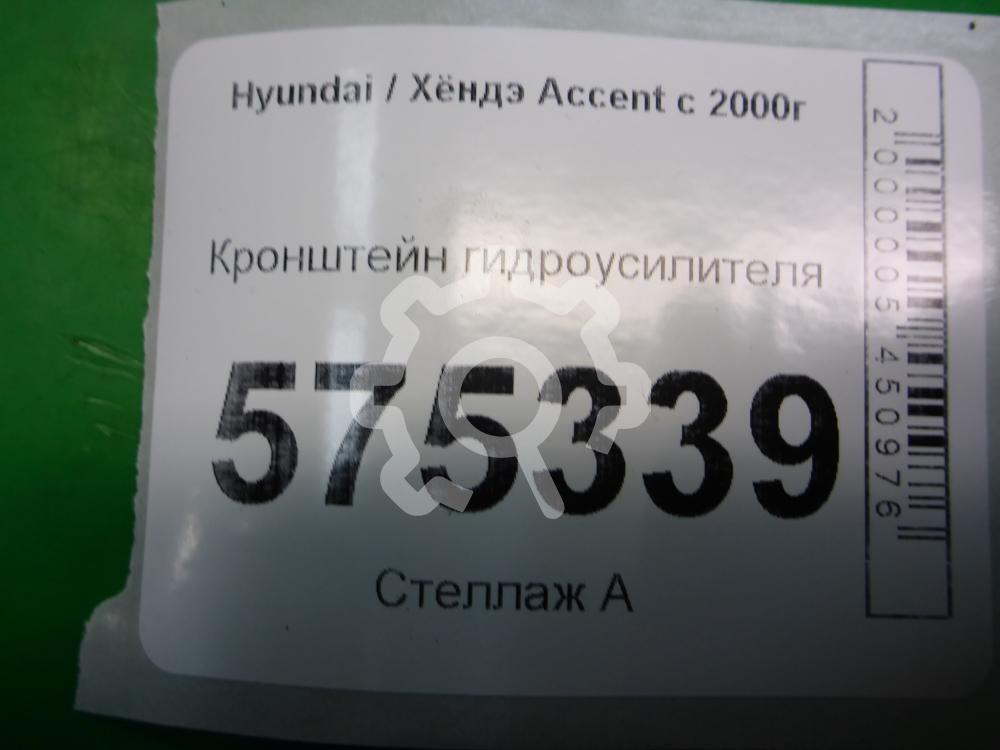 Hyundai / Хёндэ Accent с 2000г
Кронштейн гидроусилителя
575339
Стеллаж А
2000005450976